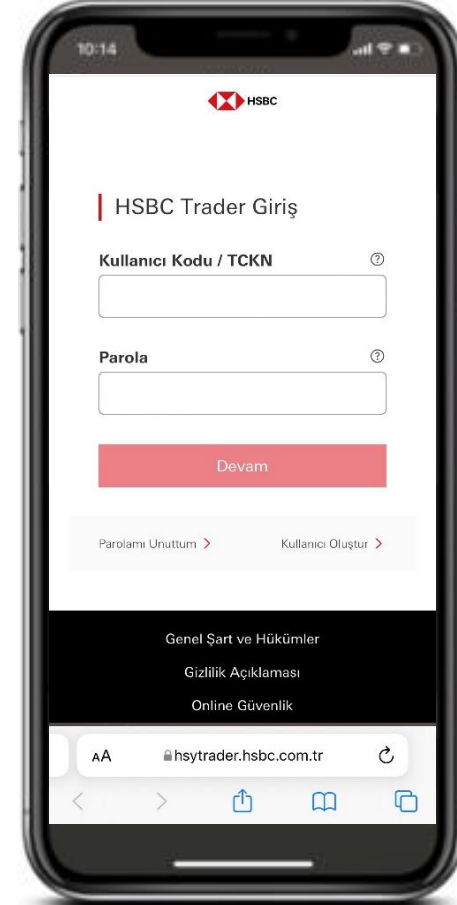 10:14
HSBC
HSBC Trader Giriş
Kullanıcı Kodu / TCKN
Parola
Devam
Parolamı Unuttum
Kullanıcı Oluştur
Genel Şart ve Hükümler
Gizlilik Açıklaması
Online Güvenlik
AA hsytrader.hsbc.com.tr